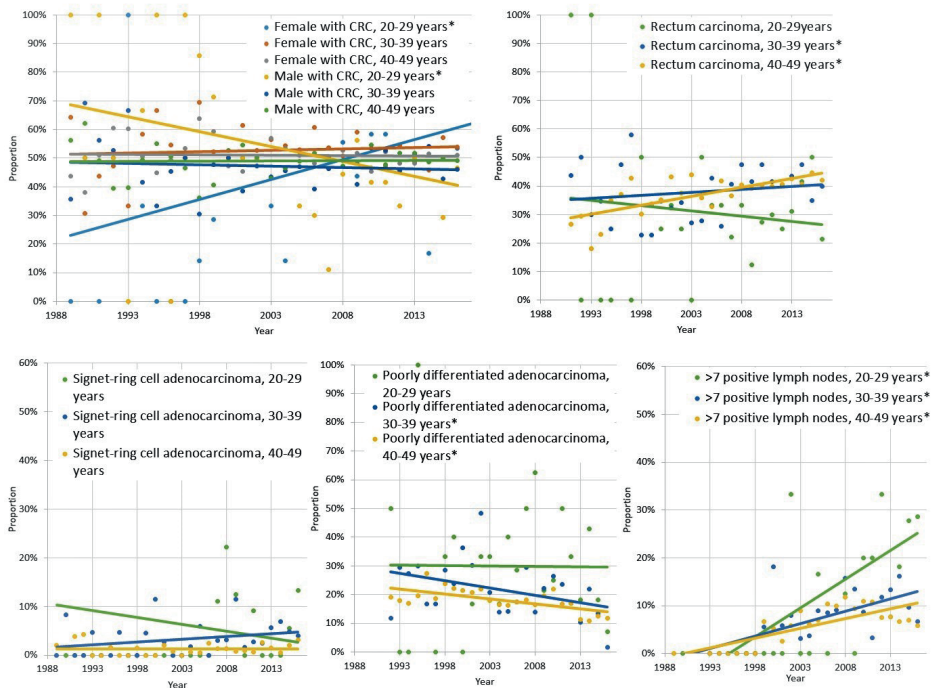 100%
90%
80%
70%
60%
50%
40%
30%
20%
10%
0%
Proportion
Female with CRC, 20-29 years*
Female with CRC, 30-39 years
Female with CRC, 40-49 years
Male with CRC, 20-29 years*
Male with CRC, 30-39 years
Male with CRC, 40-49 years
1988 1993 1998 2003 2008 2013
Year
100%
90%
80%
70%
60%
50%
40%
30%
20%
10%
0%
Proportion
Rectum carcinoma, 20-29years
Rectum carcinoma, 30-39 years*
Rectum carcinoma, 40-49 years*
1988 1993 1998 2003 2008 2013
Year
60%
50%
40%
30%
20%
10%
0%
Proportion
Signet-ring cell adenocarcinoma, 20-29
years
Signet-ring cell adenocarcinoma, 30-39
years
Signet-ring cell adenocarcinoma, 40-49
years
1988 1993 1998 2003 2008 2013
Year
100%
90%
80%
70%
60%
50%
40%
30%
20%
10%
0%
Proportion
Poorly differentiated adenocarcinoma,
20-29 years
Poorly differentiated adenocarcinoma,
30-39 years*
Poorly differentiated adenocarcinoma,
40-49 years*
1988 1993 1998 2003 2008 2013
Year
60%
50%
40%
30%
20%
10%
0%
Proportion
>7 positive lymph nodes, 20-29 years*
>7 positive lymph nodes, 30-39 years*
>7 positive lymph nodes, 40-49 years*
1988 1993 1998 2003 2008 2013
Year